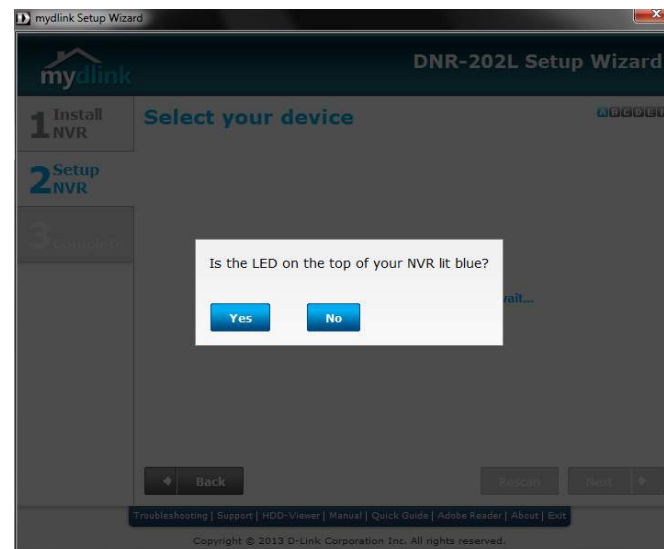 mydlink Setup Wizard
mydlink
DNR-202L Setup Wizard
1 Install
NVR
Select your device
A B C D E F
2 Setup
NVR
3 Complete
Is the LED on the top of your NVR lit blue?
wait...
Yes
No
Back
Rescan
Next
Troubleshooting | Support | HDD-Viewer | Manual | Quick Guide | Adobe Reader | About | Exit
Copyright © 2013 D-Link Corporation Inc. All rights reserved.